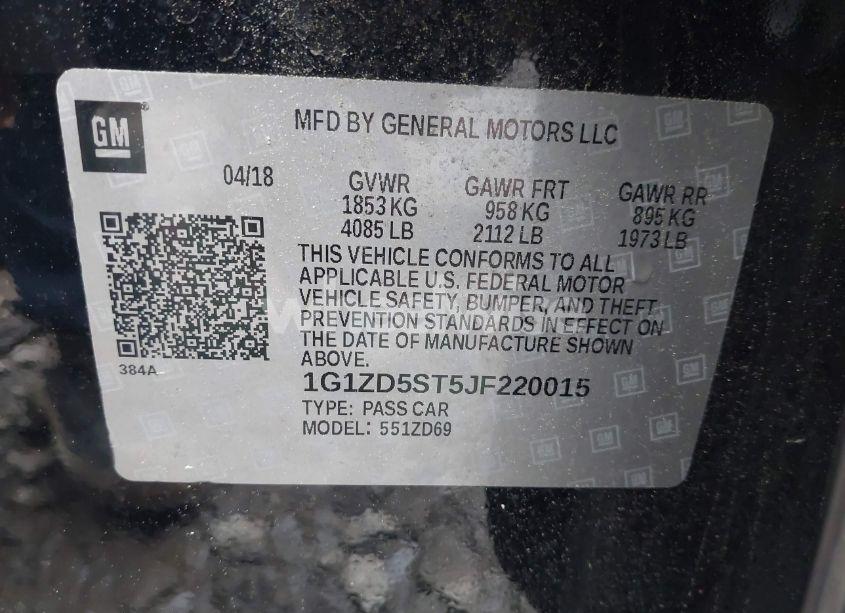 GM
MFD BY GENERAL MOTORS LLC
04/18
GVWR
1853 KG
4085 LB
GAWR FRT
958 KG
2112 LB
GAWR RR
895 KG
1973 LB
THIS VEHICLE CONFORMS TO ALL
APPLICABLE U.S. FEDERAL MOTOR
VEHICLE SAFETY, BUMPER, AND THEFT
PREVENTION STANDARDS IN EFFECT ON
THE DATE OF MANUFACTURE SHOWN
ABOVE.
384A
1G1ZD5ST5JF220015
TYPE: PASS CAR
MODEL: 551ZD69